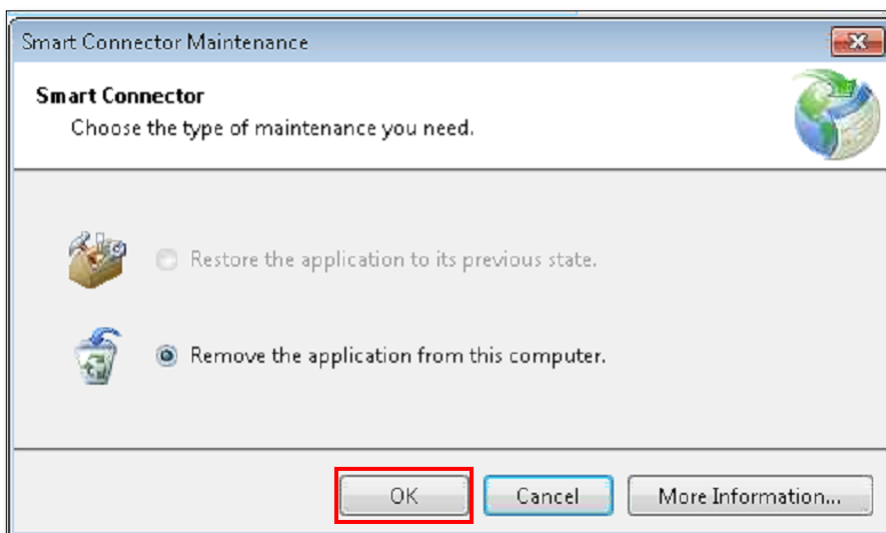 Smart Connector Maintenance
Smart Connector
Choose the type of maintenance you need.
Restore the application to its previous state.
Remove the application from this computer.
OK
Cancel
More Information...